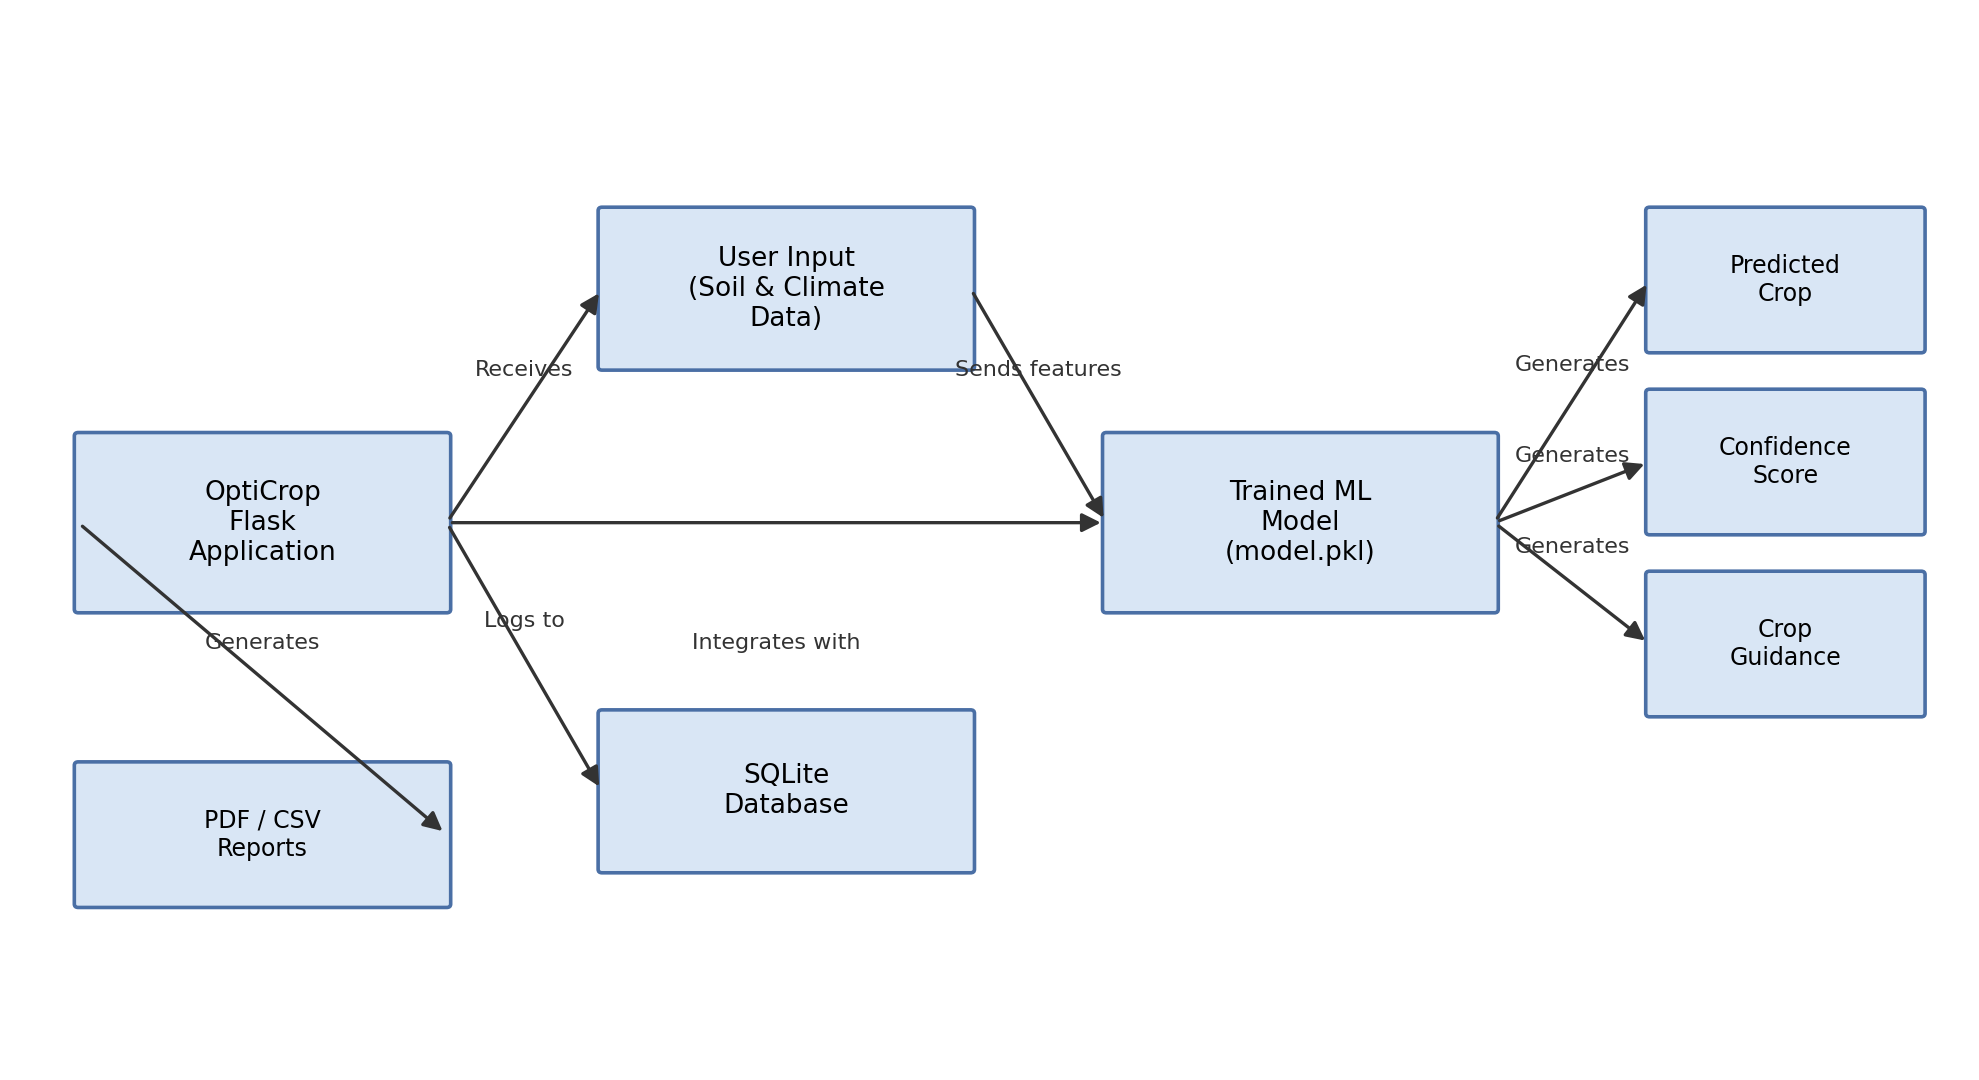 User Input
(Soil & Climate
Data)
Predicted
Crop
Receives
Sends features
Generates
OptiCrop
Flask
Application
Trained ML
Model
(model.pkl)
Generates
Confidence
Score
Generates
Logs to
Generates
Integrates with
Crop
Guidance
SQLite
Database
PDF / CSV
Reports